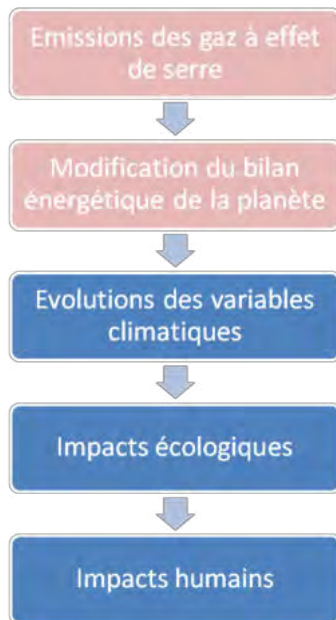 Emissions des gaz à effet
de serre
Modification du bilan
énergétique de la planète
Evolutions des variables
climatiques
Impacts écologiques
Impacts humains